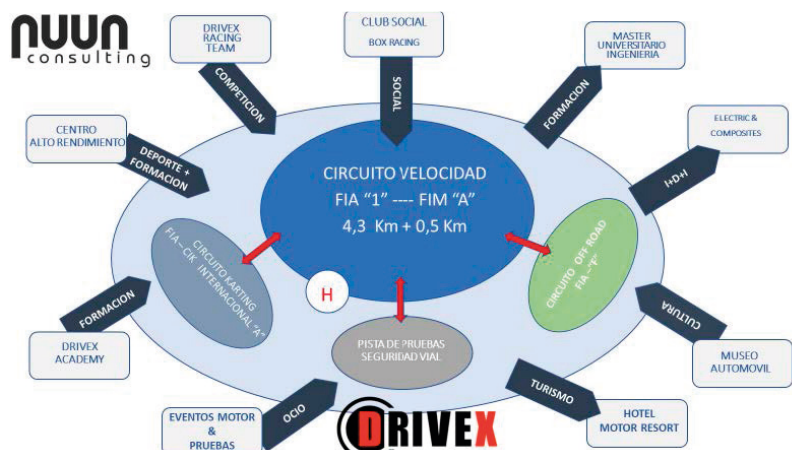 nuun
consulting
DRIVEX
RACING
TEAM
COMPETICION
CLUB SOCIAL
BOX RACING
SOCIAL
MASTER
UNIVERSITARIO
INGENIERIA
FORMACION
CENTRO
ALTO RENDIMIENTO
DEPORTE +
FORMACION
ELECTRIC &
COMPOSITES
I+D+I
CIRCUITO VELOCIDAD
FIA "1" ---- FIM "A"
4,3 Km + 0,5 Km
CIRCUITO KARTING
FIA – CIK INTERNACIONAL "A"
CIRCUITO OFF ROAD
FIA – "F"
H
PISTA DE PRUEBAS
SEGURIDAD VIAL
FORMACION
DRIVEX
ACADEMY
CULTURA
MUSEO
AUTOMOVIL
EVENTOS MOTOR
&
PRUEBAS
OCIO
TURISMO
HOTEL
MOTOR RESORT
DRIVEX